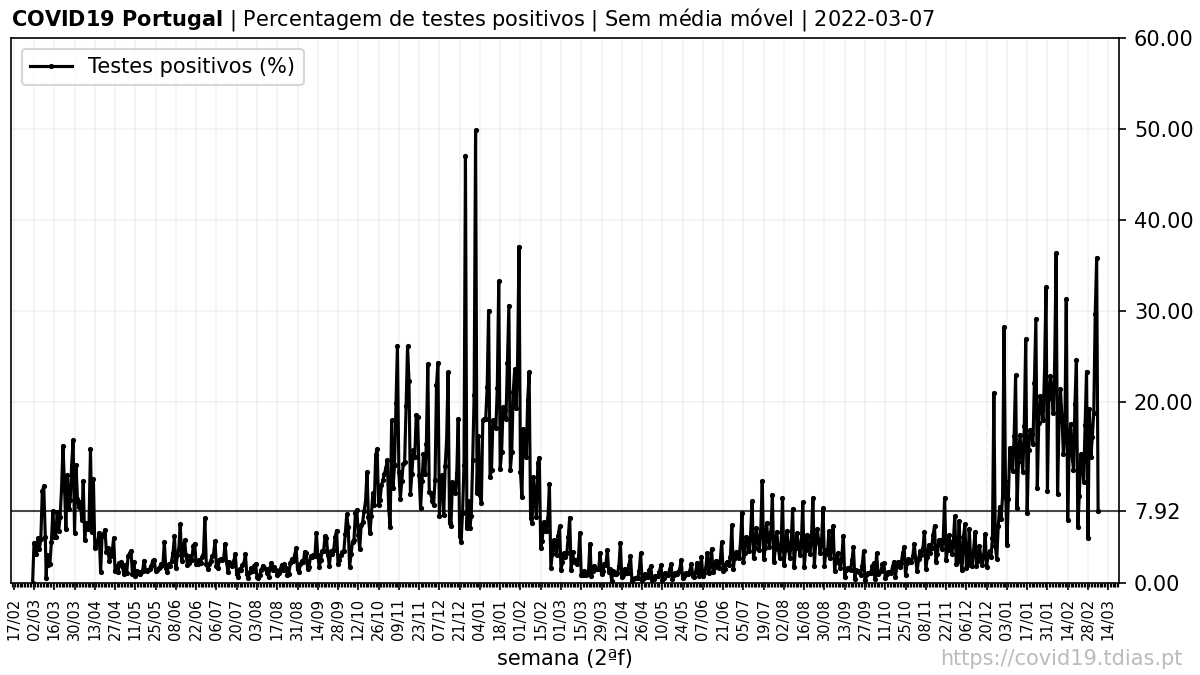 COVID19 Portugal | Percentagem de testes positivos | Sem média móvel | 2022-03-07
Testes positivos (%)
60.00
50.00
40.00
30.00
20.00
7.92
0.00
17/02 02/03 16/03 30/03 13/04 27/04 11/05 25/05 08/06 22/06 06/07 20/07 03/08 17/08 31/08 14/09 28/09 12/10 26/10 09/11 23/11 07/12 21/12 04/01 18/01 01/02 15/02 01/03 15/03 29/03 12/04 26/04 10/05 24/05 07/06 21/06 05/07 19/07 02/08 16/08 30/08 13/09 27/09 11/10 25/10 08/11 22/11 06/12 20/12 03/01 17/01 31/01 14/02 28/02 14/03
semana (2ªf)
https://covid19.tdias.pt